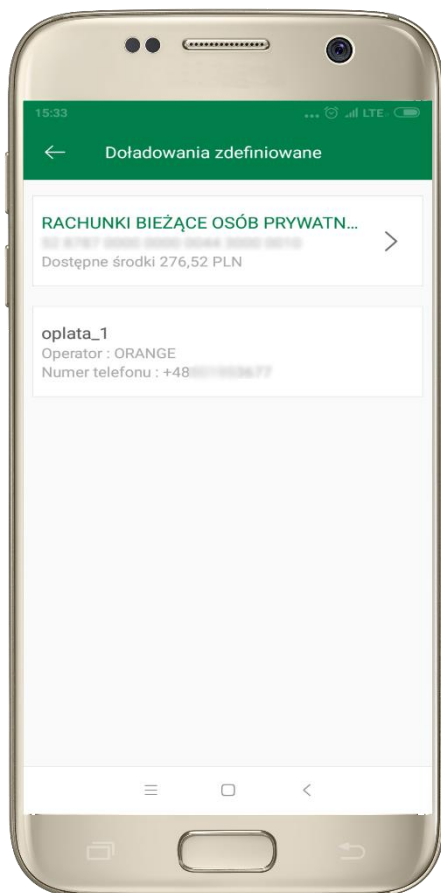 15:33 ... LTE
Doładowania zdefiniowane
RACHUNKI BIEŻĄCE OSÓB PRYWATN...
Dostępne środki 276,52 PLN
oplata_1
Operator : ORANGE
Numer telefonu : +48